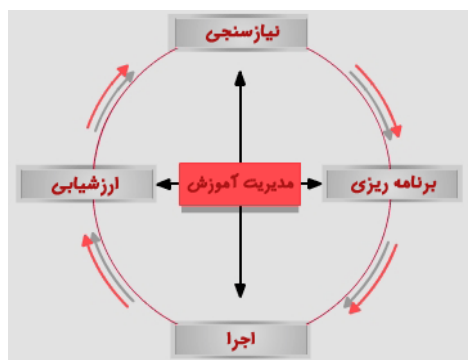 نیازسنجی
برنامه ریزی
مدیریت آموزش
ارزشیابی
اجرا